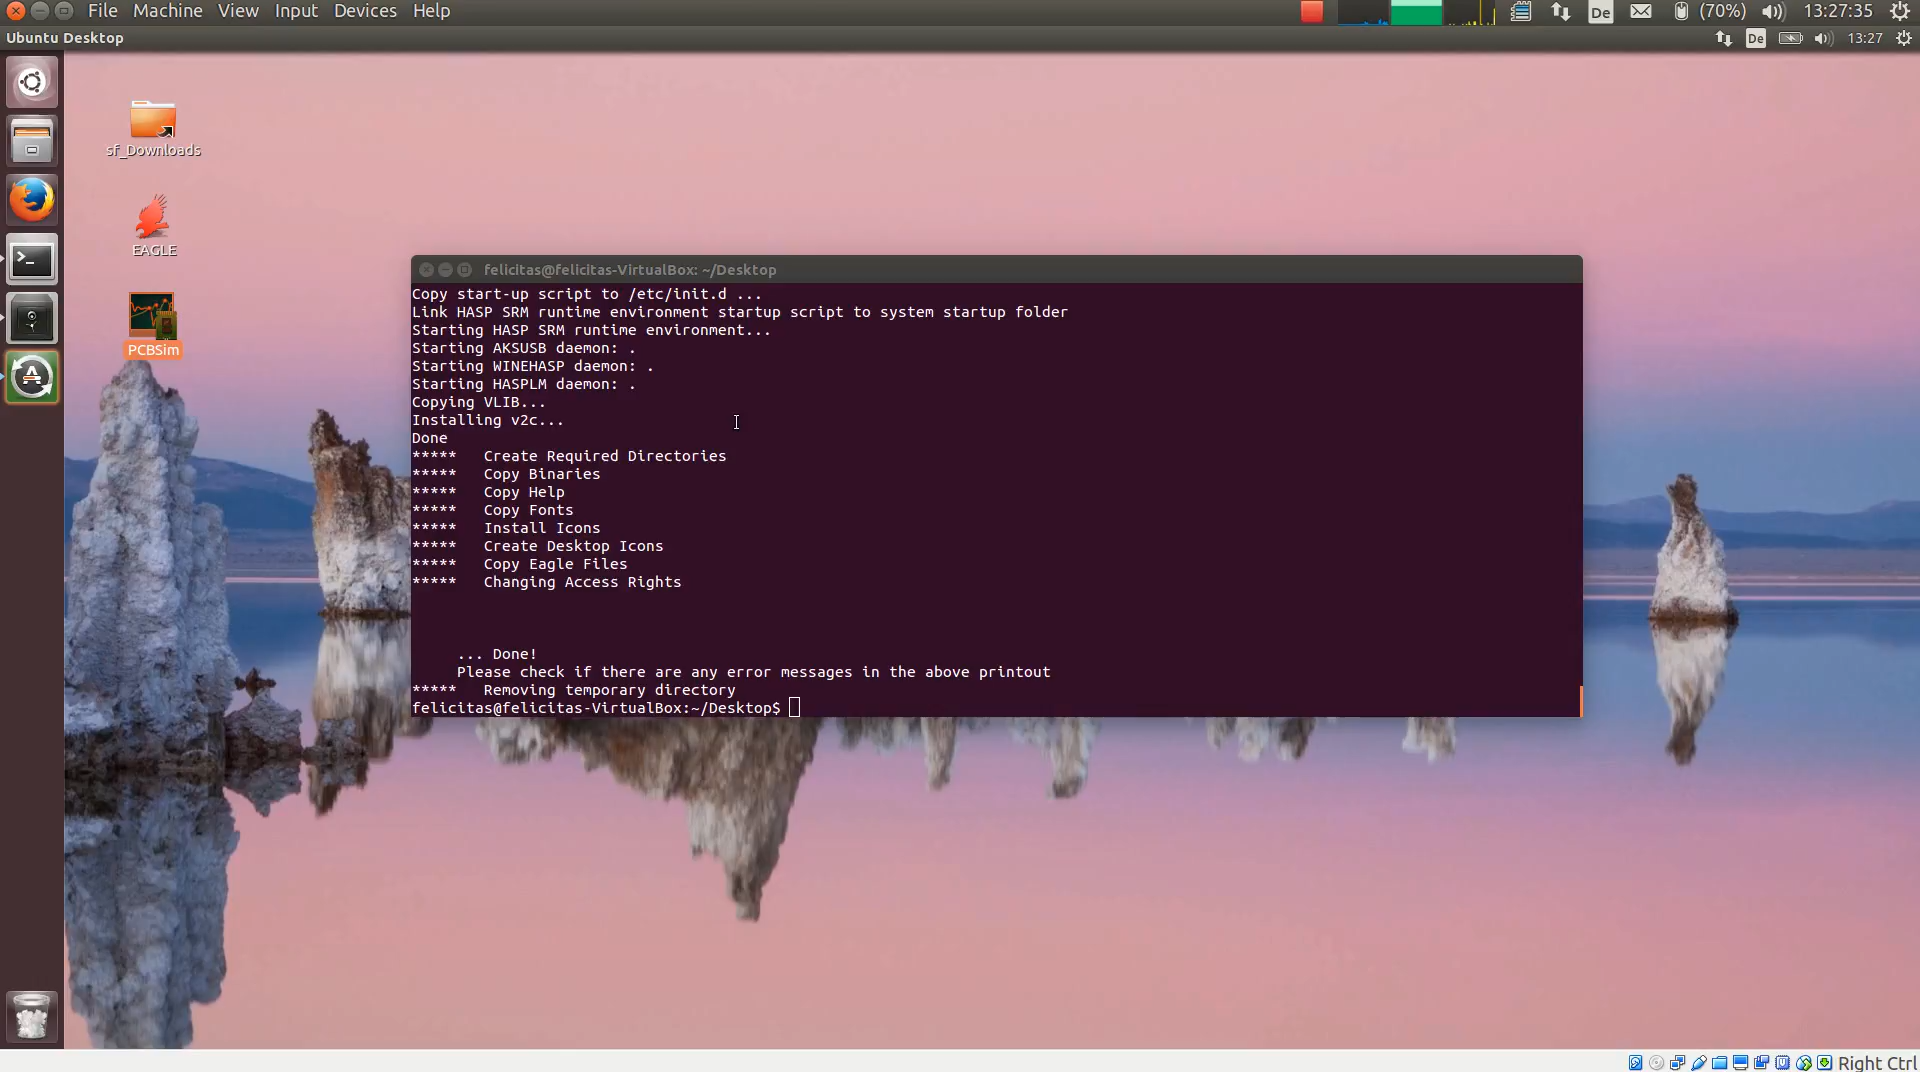 File Machine View Input Devices Help
De (70%) 13:27:35
Ubuntu Desktop
De 13:27
sf_Downloads
EAGLE
PCBSim
felicitas@felicitas-VirtualBox: ~/Desktop
Copy start-up script to /etc/init.d ...
Link HASP SRM runtime environment startup script to system startup folder
Starting HASP SRM runtime environment...
Starting AKSUSB daemon: .
Starting WINEHASP daemon: .
Starting HASPLM daemon: .
Copying VLIB...
Installing v2c...
Done
***** Create Required Directories
***** Copy Binaries
***** Copy Help
***** Copy Fonts
***** Install Icons
***** Create Desktop Icons
***** Copy Eagle Files
***** Changing Access Rights
... Done!
Please check if there are any error messages in the above printout
***** Removing temporary directory
felicitas@felicitas-VirtualBox:~/Desktop$
Right Ctrl